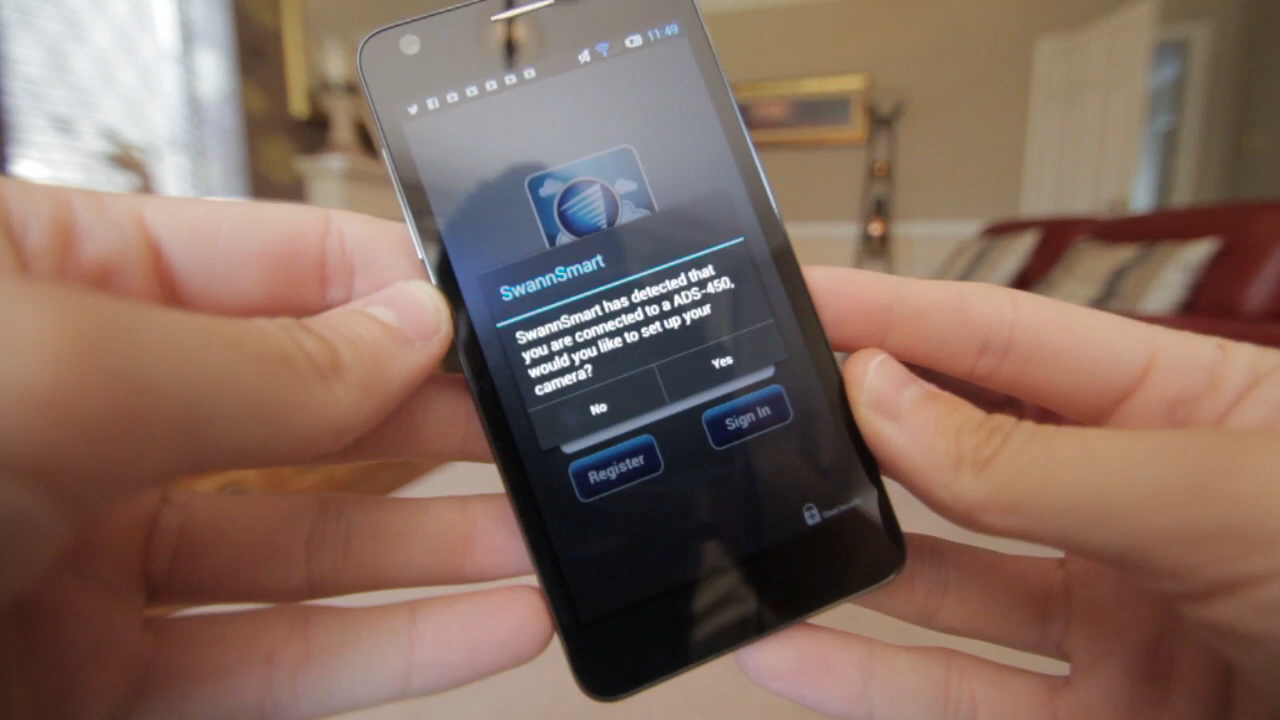 11:49
SwannSmart
SwannSmart has detected that
you are connected to a ADS-450,
would you like to set up your
camera?
No
Yes
Register
Sign In